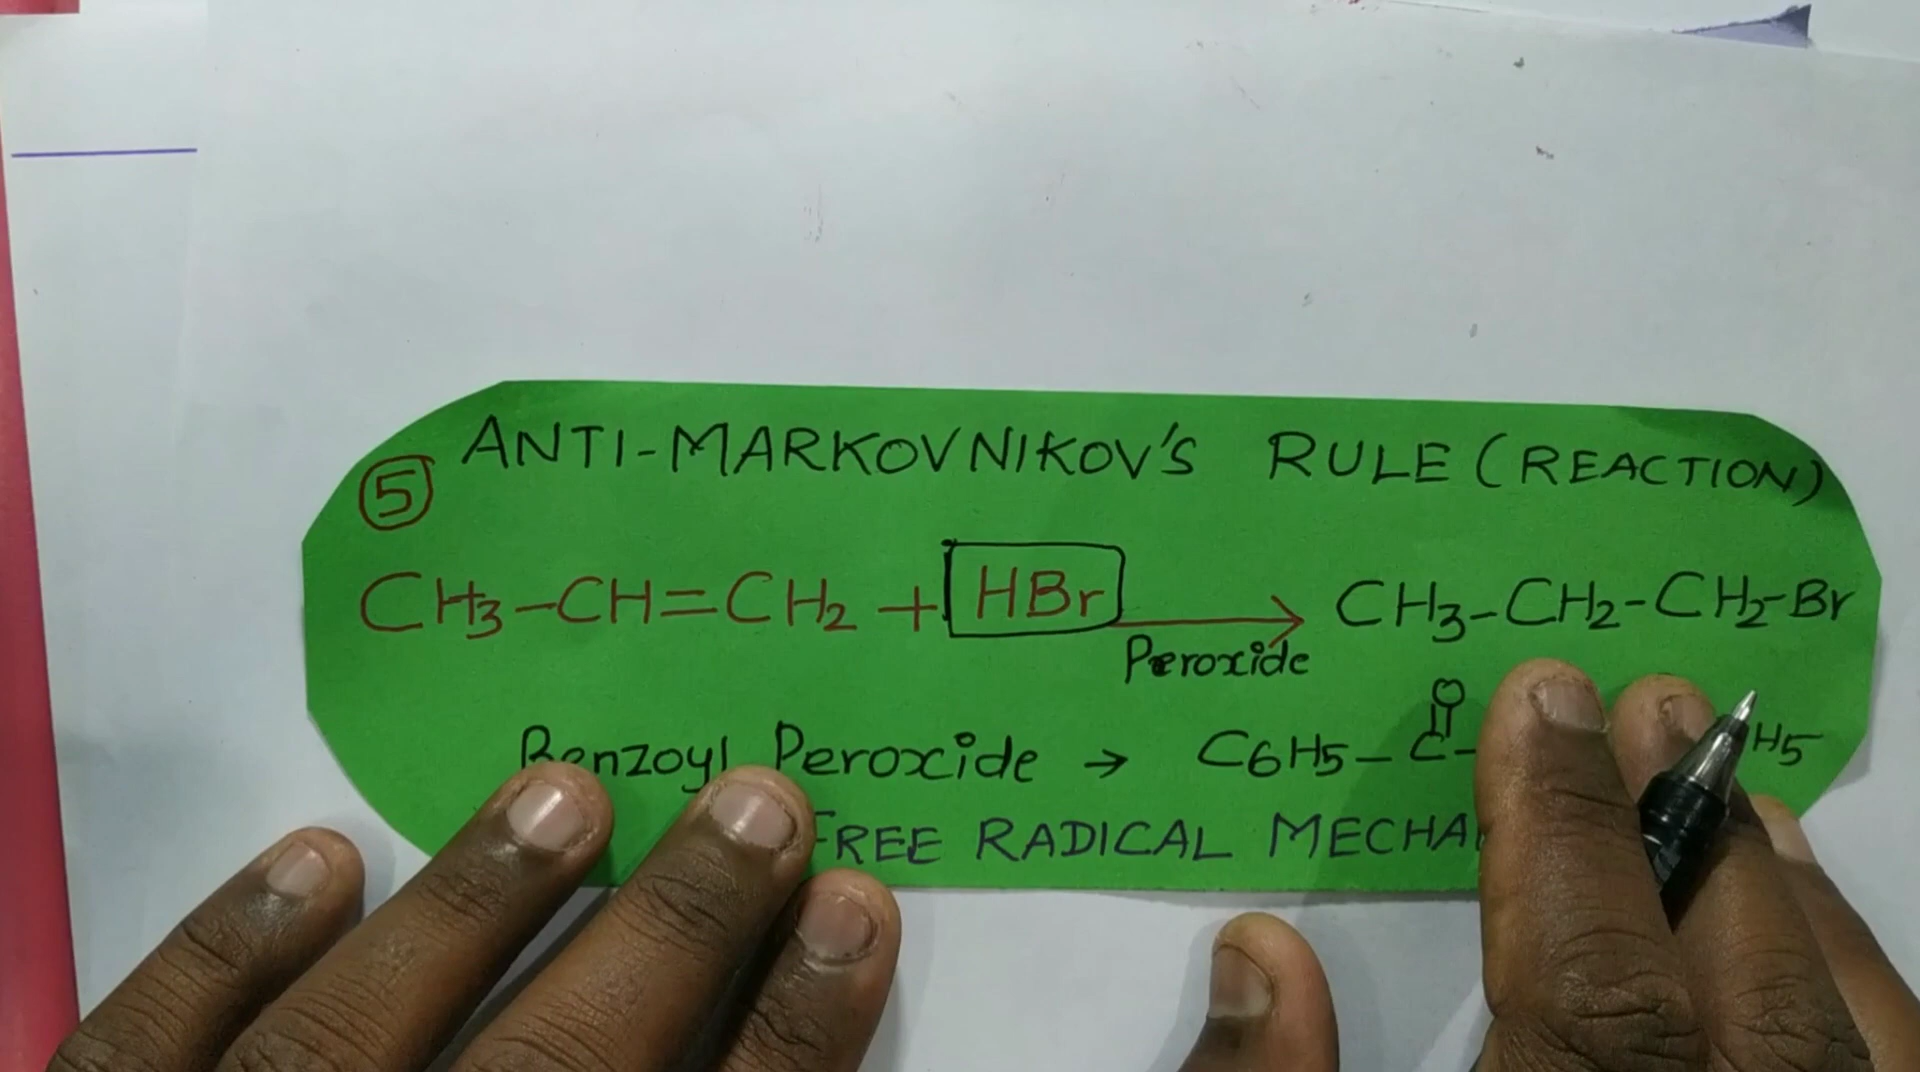 ANTI-MARKOVNIKOV'S RULE (REACTION)
5
CH3-CH=CH2 + HBr → CH3-CH2-CH2-Br
Peroxide
O
Benzoyl Peroxide → C6H5-C- H5
FREE RADICAL